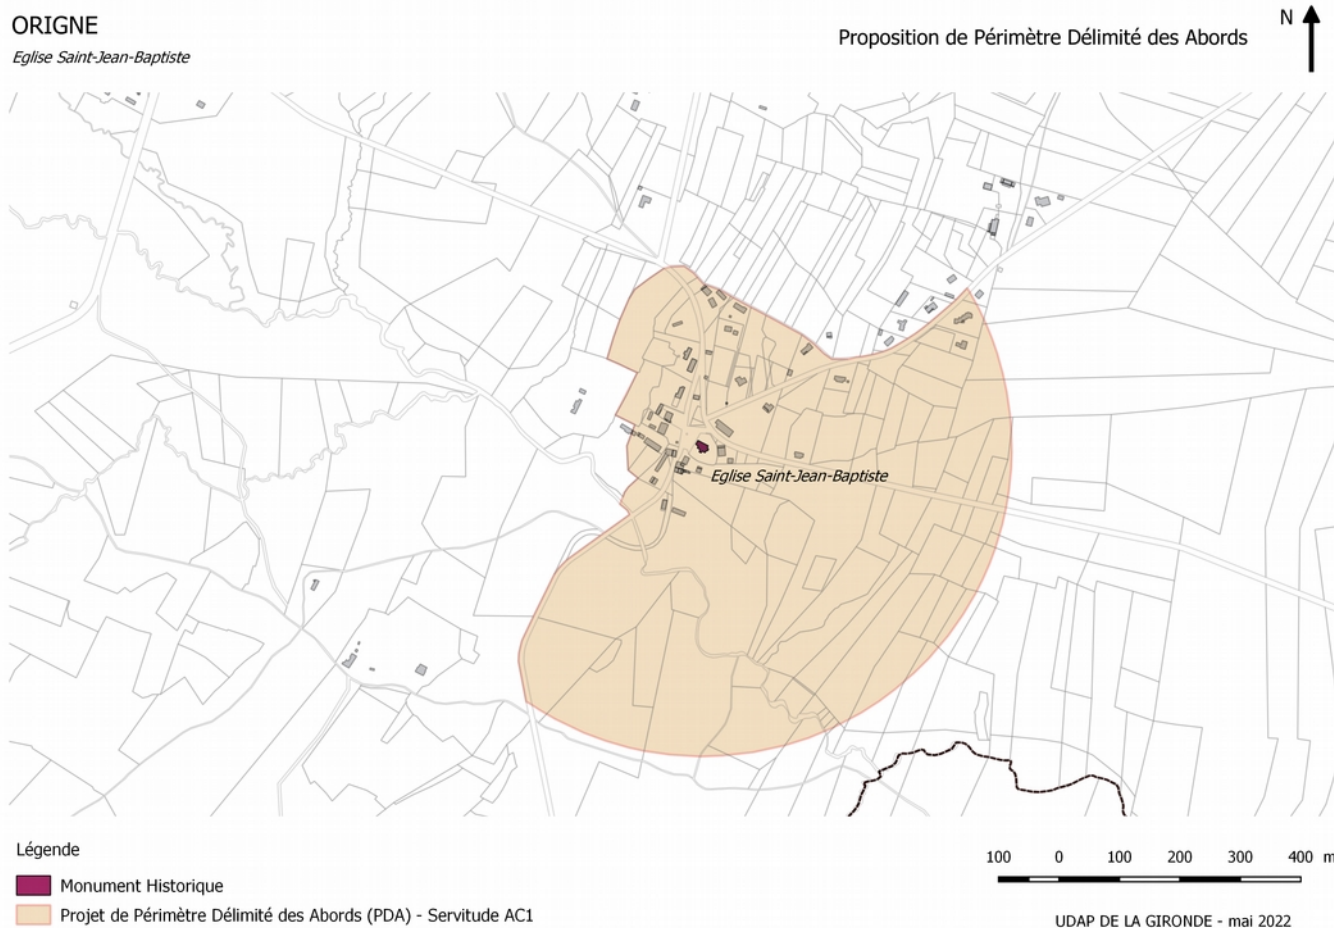 ORIGNE
Eglise Saint-Jean-Baptiste
Proposition de Périmètre Délimité des Abords
N
Eglise Saint-Jean-Baptiste
Légende
Monument Historique
Projet de Périmètre Délimité des Abords (PDA) - Servitude AC1
100 0 100 200 300 400 m
UDAP DE LA GIRONDE - mai 2022